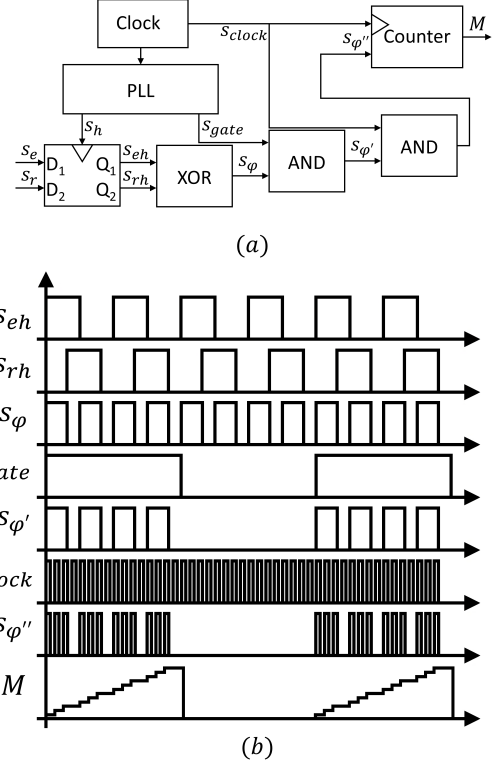 Clock
s_clock
s_φ''
Counter
M
PLL
s_h
s_gate
s_e
D_1
Q_1
s_eh
s_r
D_2
Q_2
s_rh
XOR
s_φ
AND
s_φ'
AND
(a)
s_eh
s_rh
s_φ
ate
s_φ'
ock
s_φ''
M
(b)